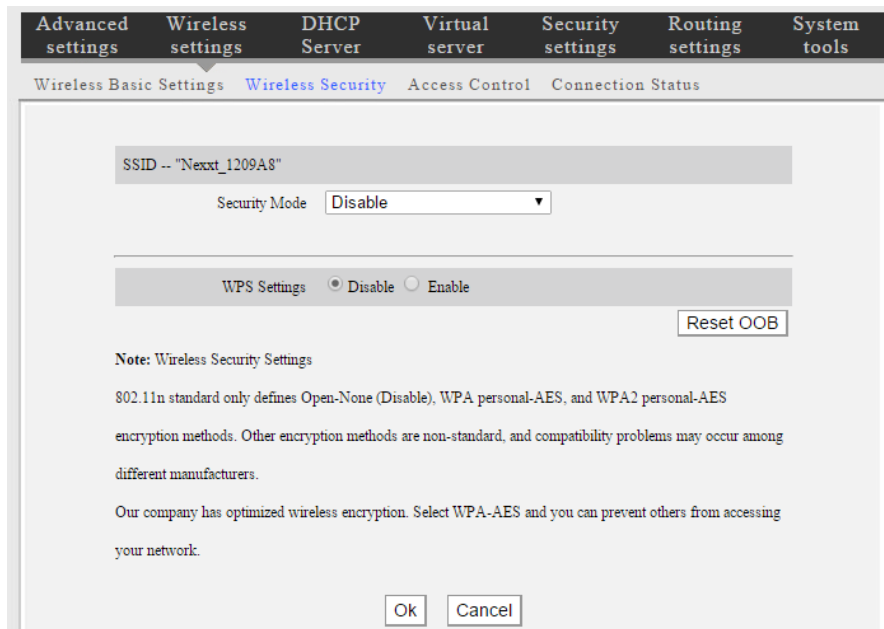 Advanced settings Wireless settings DHCP Server Virtual server Security settings Routing settings System tools
Wireless Basic Settings Wireless Security Access Control Connection Status
SSID -- "Nexxt_1209A8"
Security Mode Disable
WPS Settings Disable Enable
Reset OOB
Note: Wireless Security Settings
802.11n standard only defines Open-None (Disable), WPA personal-AES, and WPA2 personal-AES
encryption methods. Other encryption methods are non-standard, and compatibility problems may occur among
different manufacturers.
Our company has optimized wireless encryption. Select WPA-AES and you can prevent others from accessing
your network.
Ok Cancel